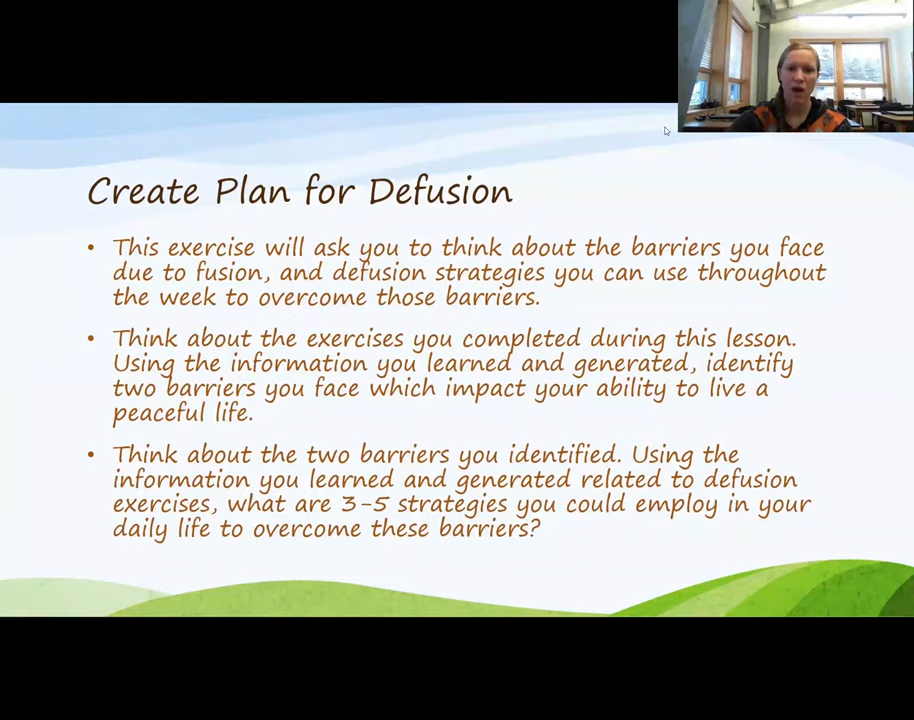 Create Plan for Defusion
• This exercise will ask you to think about the barriers you face
due to fusion, and defusion strategies you can use throughout
the week to overcome those barriers.
• Think about the exercises you completed during this lesson.
Using the information you learned and generated, identify
two barriers you face which impact your ability to live a
peaceful life.
• Think about the two barriers you identified. Using the
information you learned and generated related to defusion
exercises, what are 3-5 strategies you could employ in your
daily life to overcome these barriers?